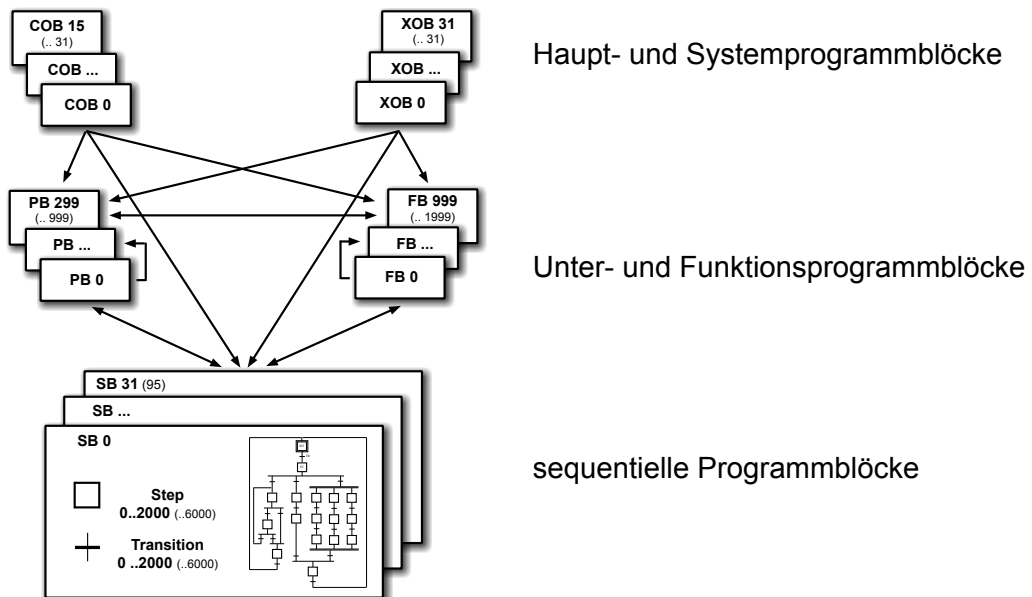 COB 15
(.. 31)
COB ...
COB 0
XOB 31
(.. 31)
XOB ...
XOB 0
Haupt- und Systemprogrammblöcke
PB 299
(.. 999)
PB ...
PB 0
FB 999
(.. 1999)
FB ...
FB 0
Unter- und Funktionsprogrammblöcke
SB 31 (95)
SB ...
SB 0
Step
0..2000 (..6000)
Transition
0 ..2000 (..6000)
sequentielle Programmblöcke